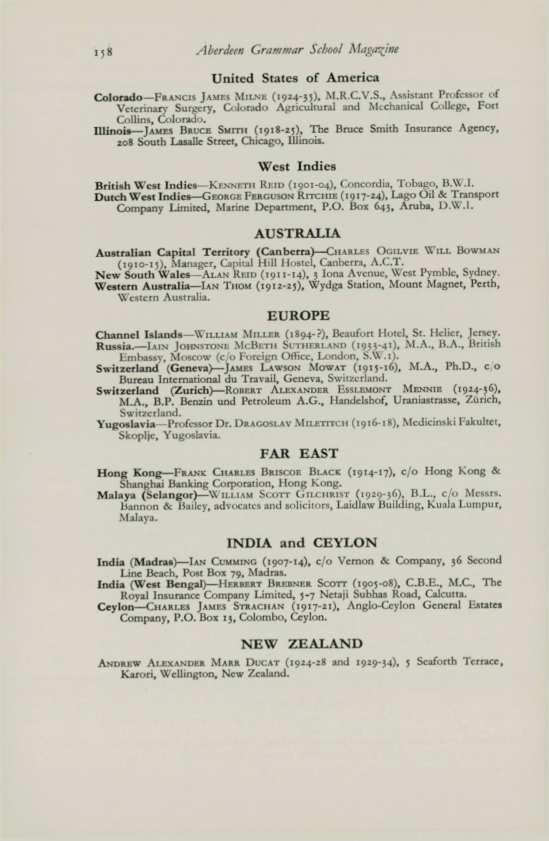 158 Aberdeen Grammar School Magazine
United States of America
Colorado—FRANCIS JAMES MILNE (1924-35), M.R.C.V.S., Assistant Professor of
Veterinary Surgery, Colorado Agricultural and Mechanical College, Fort
Collins, Colorado.
Illinois—JAMES BRUCE SMITH (1918-25), The Bruce Smith Insurance Agency,
208 South Lasalle Street, Chicago, Illinois.
West Indies
British West Indies—KENNETH REID (1901-04), Concordia, Tobago, B.W.I.
Dutch West Indies—GEORGE FERGUSON RITCHIE (1917-24), Lago Oil & Transport
Company Limited, Marine Department, P.O. Box 643, Aruba, D.W.I.
AUSTRALIA
Australian Capital Territory (Canberra)—CHARLES OGILVIE WILL BOWMAN
(1910-15), Manager, Capital Hill Hostel, Canberra, A.C.T.
New South Wales—ALAN REID (1911-14), 3 Iona Avenue, West Pymble, Sydney.
Western Australia—IAN THOM (1912-25), Wydga Station, Mount Magnet, Perth,
Western Australia.
EUROPE
Channel Islands—WILLIAM MILLER (1894-?), Beaufort Hotel, St. Helier, Jersey.
Russia.—IAIN JOHNSTONE MCBETH SUTHERLAND (1933-41), M.A., B.A., British
Embassy, Moscow (c/o Foreign Office, London, S.W.1).
Switzerland (Geneva)—JAMES LAWSON MOWAT (1915-16), M.A., Ph.D., c/o
Bureau International du Travail, Geneva, Switzerland.
Switzerland (Zurich)—ROBERT ALEXANDER ESSLEMONT MENNIE (1924-36),
M.A., B.P. Benzin und Petroleum A.G., Handelshof, Uraniastrasse, Zürich,
Switzerland.
Yugoslavia—Professor Dr. DRAGOSLAV MILETITCH (1916-18), Medicinski Fakultet,
Skoplje, Yugoslavia.
FAR EAST
Hong Kong—FRANK CHARLES BRISCOE BLACK (1914-17), c/o Hong Kong &
Shanghai Banking Corporation, Hong Kong.
Malaya (Selangor)—WILLIAM SCOTT GILCHRIST (1929-36), B.L., c/o Messrs.
Bannon & Bailey, advocates and solicitors, Laidlaw Building, Kuala Lumpur,
Malaya.
INDIA and CEYLON
India (Madras)—IAN CUMMING (1907-14), c/o Vernon & Company, 36 Second
Line Beach, Post Box 79, Madras.
India (West Bengal)—HERBERT BREBNER SCOTT (1905-08), C.B.E., M.C., The
Royal Insurance Company Limited, 5-7 Netaji Subhas Road, Calcutta.
Ceylon—CHARLES JAMES STRACHAN (1917-21), Anglo-Ceylon General Estates
Company, P.O. Box 13, Colombo, Ceylon.
NEW ZEALAND
ANDREW ALEXANDER MARR DUCAT (1924-28 and 1929-34), 5 Seaforth Terrace,
Karori, Wellington, New Zealand.